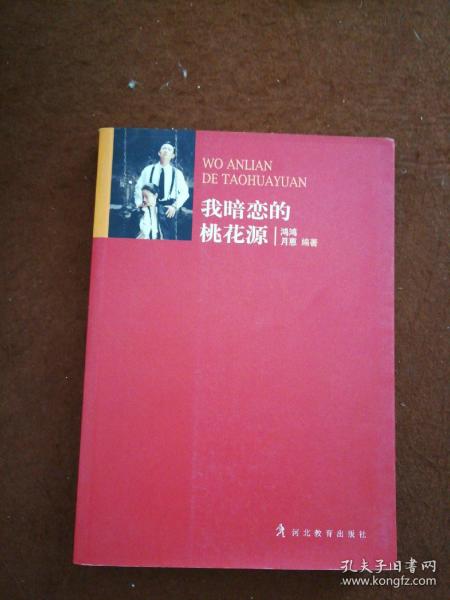 WO ANLIAN
DE TAOHUAYUAN
我暗恋的
桃花源
鸿鸿
月惠 编著
河北教育出版社
孔夫子旧书网
www.kongfz.com